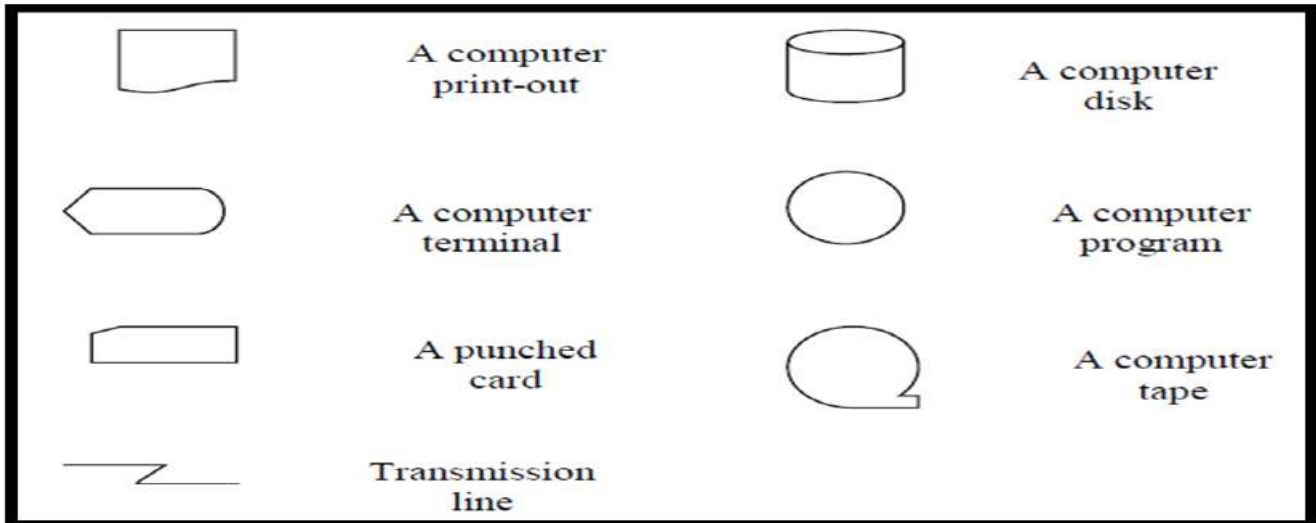 A computer
print-out
A computer
disk
A computer
terminal
A computer
program
A punched
card
A computer
tape
Transmission
line